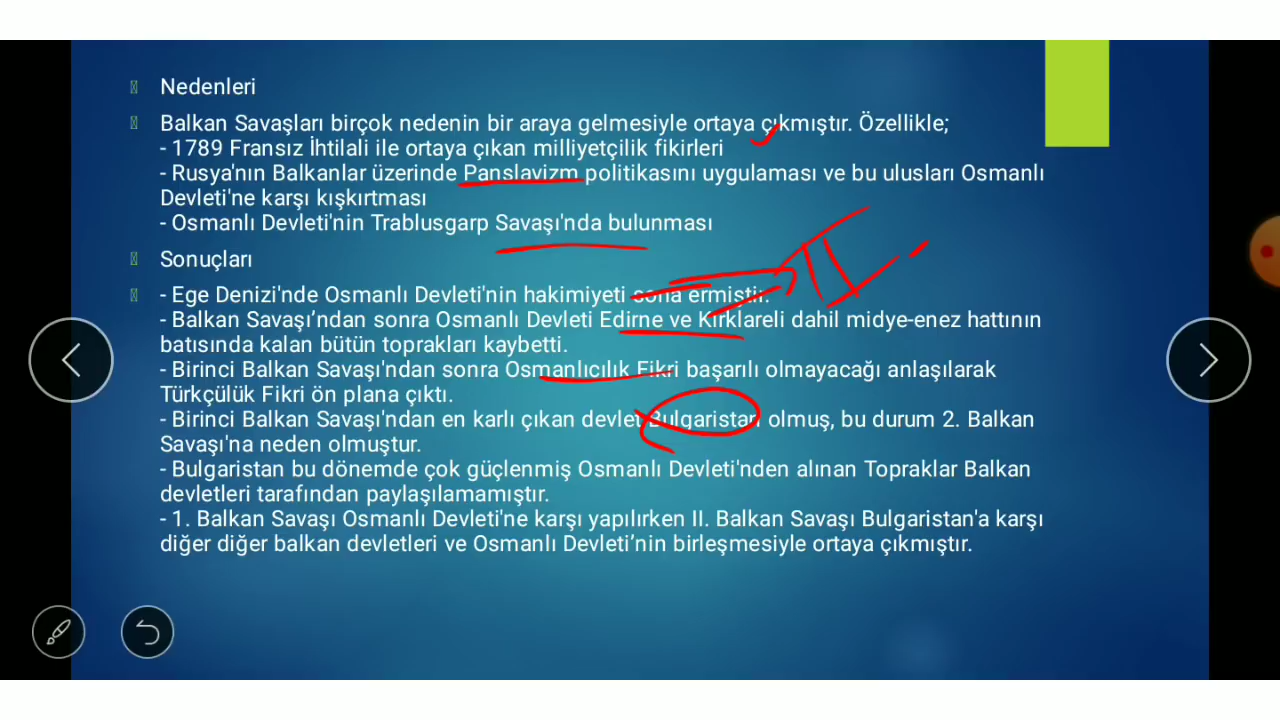 Nedenleri
Balkan Savaşları birçok nedenin bir araya gelmesiyle ortaya çıkmıştır. Özellikle;
- 1789 Fransız İhtilali ile ortaya çıkan milliyetçilik fikirleri
- Rusya'nın Balkanlar üzerinde Panslavizm politikasını uygulaması ve bu ulusları Osmanlı
Devleti'ne karşı kışkırtması
- Osmanlı Devleti'nin Trablusgarp Savaşı'nda bulunması
Sonuçları
- Ege Denizi'nde Osmanlı Devleti'nin hakimiyeti sona ermiştir.
- Balkan Savaşı’ndan sonra Osmanlı Devleti Edirne ve Kırklareli dahil midye-enez hattının
batısında kalan bütün toprakları kaybetti.
- Birinci Balkan Savaşı'ndan sonra Osmanlıcılık Fikri başarılı olmayacağı anlaşılarak
Türkçülük Fikri ön plana çıktı.
- Birinci Balkan Savaşı'ndan en karlı çıkan devlet Bulgaristan olmuş, bu durum 2. Balkan
Savaşı'na neden olmuştur.
- Bulgaristan bu dönemde çok güçlenmiş Osmanlı Devleti'nden alınan Topraklar Balkan
devletleri tarafından paylaşılamamıştır.
- 1. Balkan Savaşı Osmanlı Devleti'ne karşı yapılırken II. Balkan Savaşı Bulgaristan'a karşı
diğer diğer balkan devletleri ve Osmanlı Devleti’nin birleşmesiyle ortaya çıkmıştır.
II.